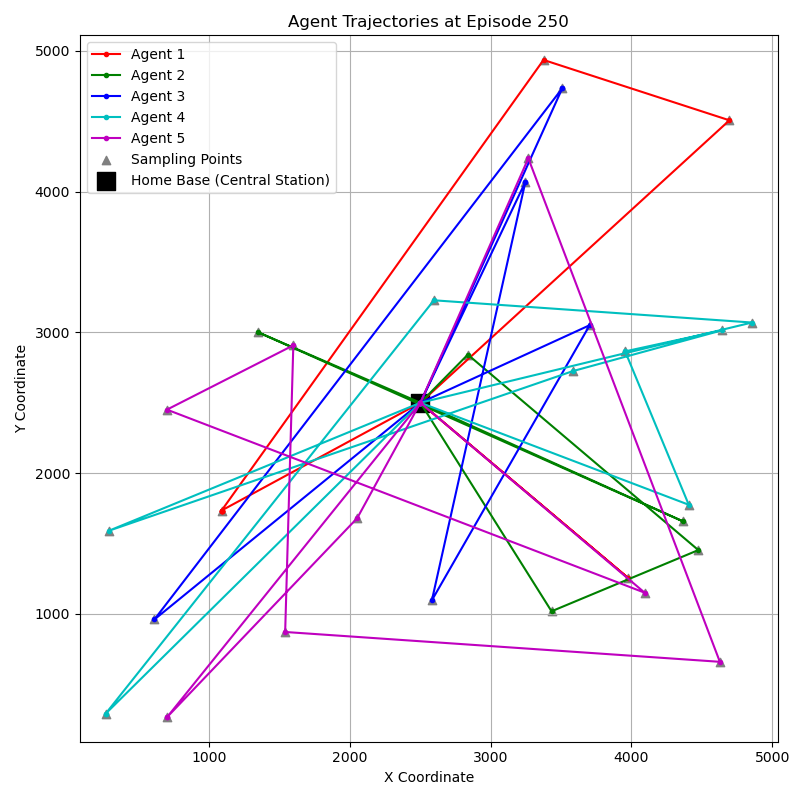 Agent Trajectories at Episode 250
Agent 1
Agent 2
Agent 3
Agent 4
Agent 5
Sampling Points
Home Base (Central Station)
Y Coordinate
5000
4000
3000
2000
1000
1000 2000 3000 4000 5000
X Coordinate